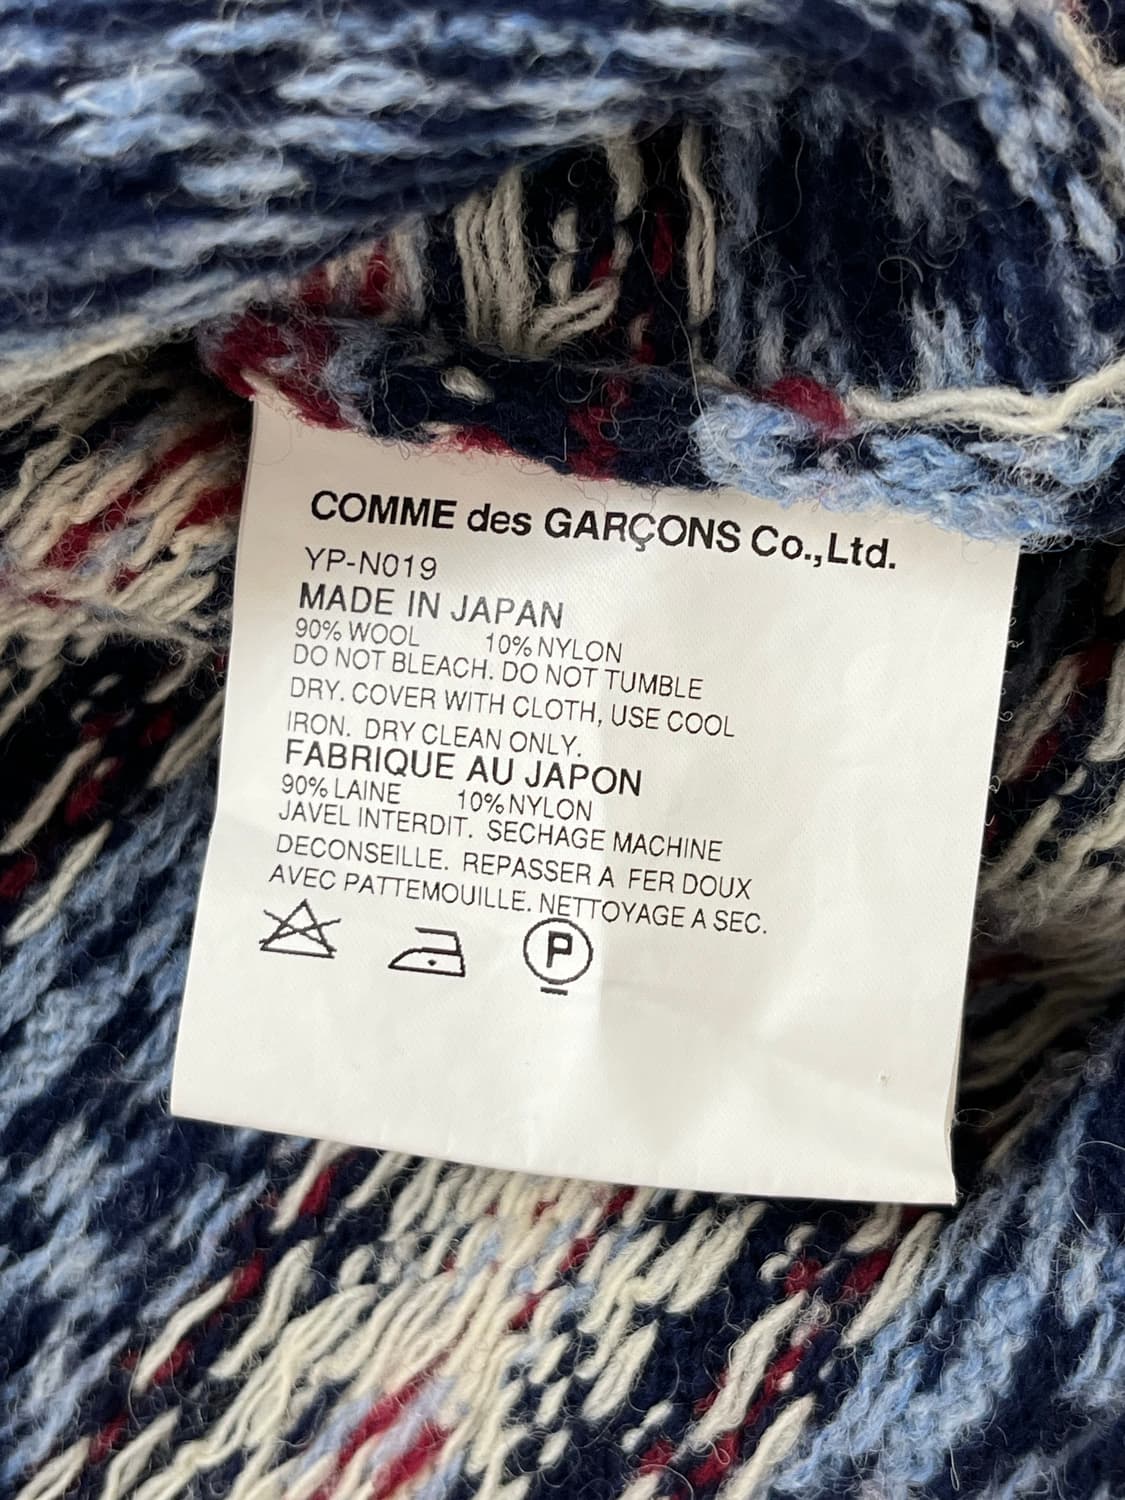 COMME des GARÇONS Co.,Ltd.
YP-N019
MADE IN JAPAN
90% WOOL 10% NYLON
DO NOT BLEACH. DO NOT TUMBLE
DRY. COVER WITH CLOTH, USE COOL
IRON. DRY CLEAN ONLY.
FABRIQUE AU JAPON
90% LAINE 10% NYLON
JAVEL INTERDIT. SECHAGE MACHINE
DECONSEILLE. REPASSER A FER DOUX
AVEC PATTEMOUILLE. NETTOYAGE A SEC.
P